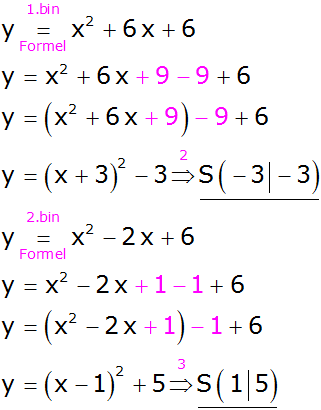 1.bin
y = x² + 6x + 6
Formel
y = x² + 6x + 9 − 9 + 6
y = (x² + 6x + 9) − 9 + 6
2
y = (x + 3)² − 3 ⇒ S(−3|−3)
2.bin
y = x² − 2x + 6
Formel
y = x² − 2x + 1 − 1 + 6
y = (x² − 2x + 1) − 1 + 6
3
y = (x − 1)² + 5 ⇒ S(1|5)